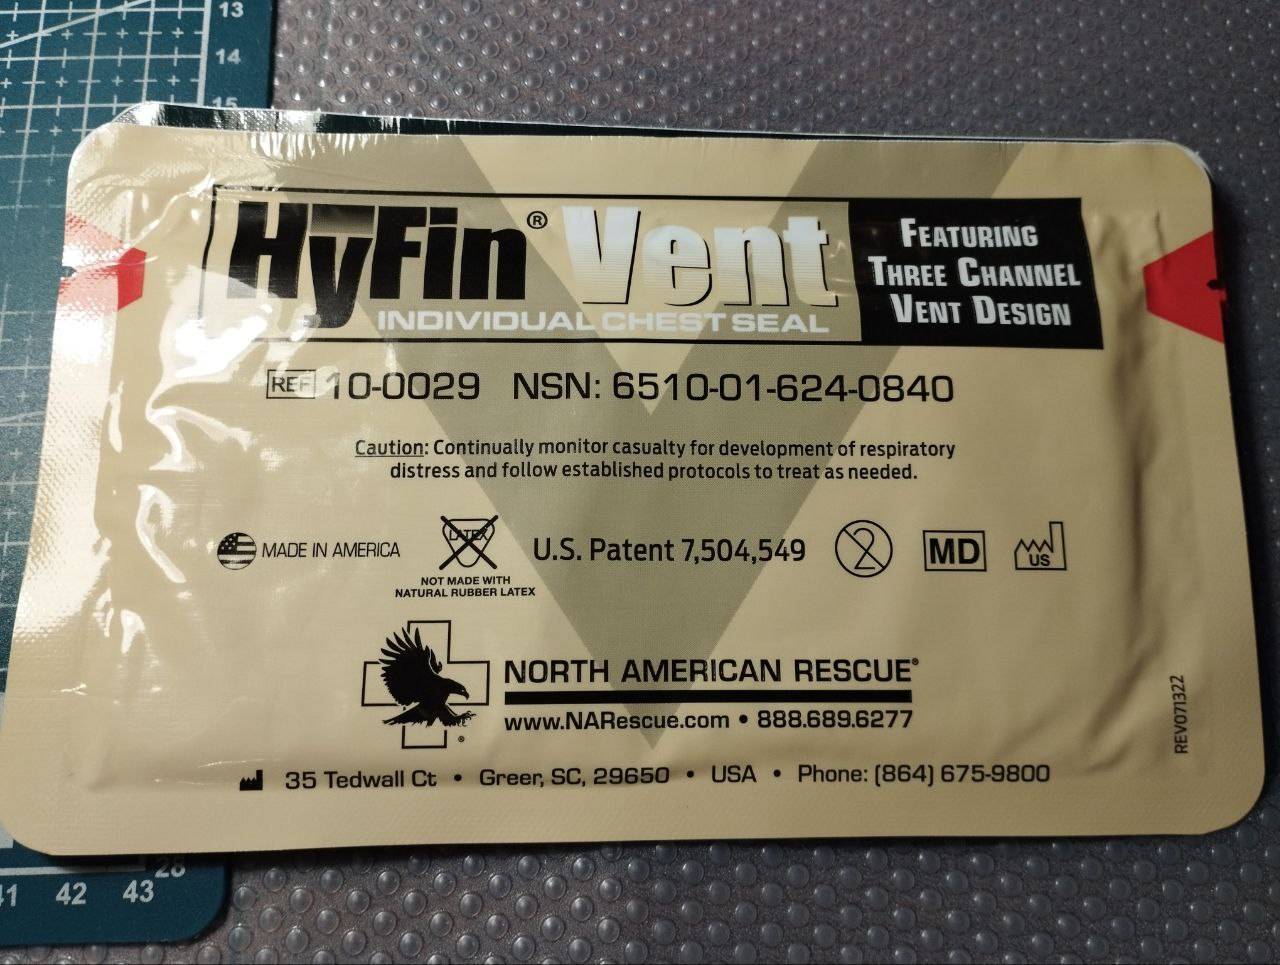 13
14
15
HyFin® Vent
INDIVIDUAL CHEST SEAL
FEATURING
THREE CHANNEL
VENT DESIGN
REF 10-0029 NSN: 6510-01-624-0840
Caution: Continually monitor casualty for development of respiratory
distress and follow established protocols to treat as needed.
MADE IN AMERICA
LATEX
NOT MADE WITH
NATURAL RUBBER LATEX
U.S. Patent 7,504,549
2
MD
US
NORTH AMERICAN RESCUE®
www.NARescue.com • 888.689.6277
®
35 Tedwall Ct • Greer, SC, 29650 • USA • Phone: (864) 675-9800
REV071322
28
41 42 43